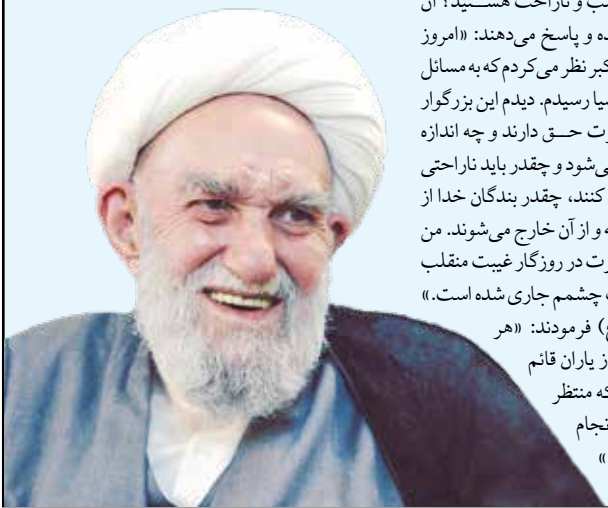 و ناراحت هستید؟ آن
ده و پاسخ می‌دهند: «امروز
کبر نظر می‌کردم که به مسائل
سیا رسیدم. دیدم این بزرگوار
رت حق دارند و چه اندازه
ی‌شود و چقدر باید ناراحتی
کنند، چقدر بندگان خدا از
ه و از آن خارج می‌شوند. من
رت در روزگار غیبت منقلب
چشمم جاری شده است.»
) فرمودند: «هر
ز یاران قائم
که منتظر
نجام
»